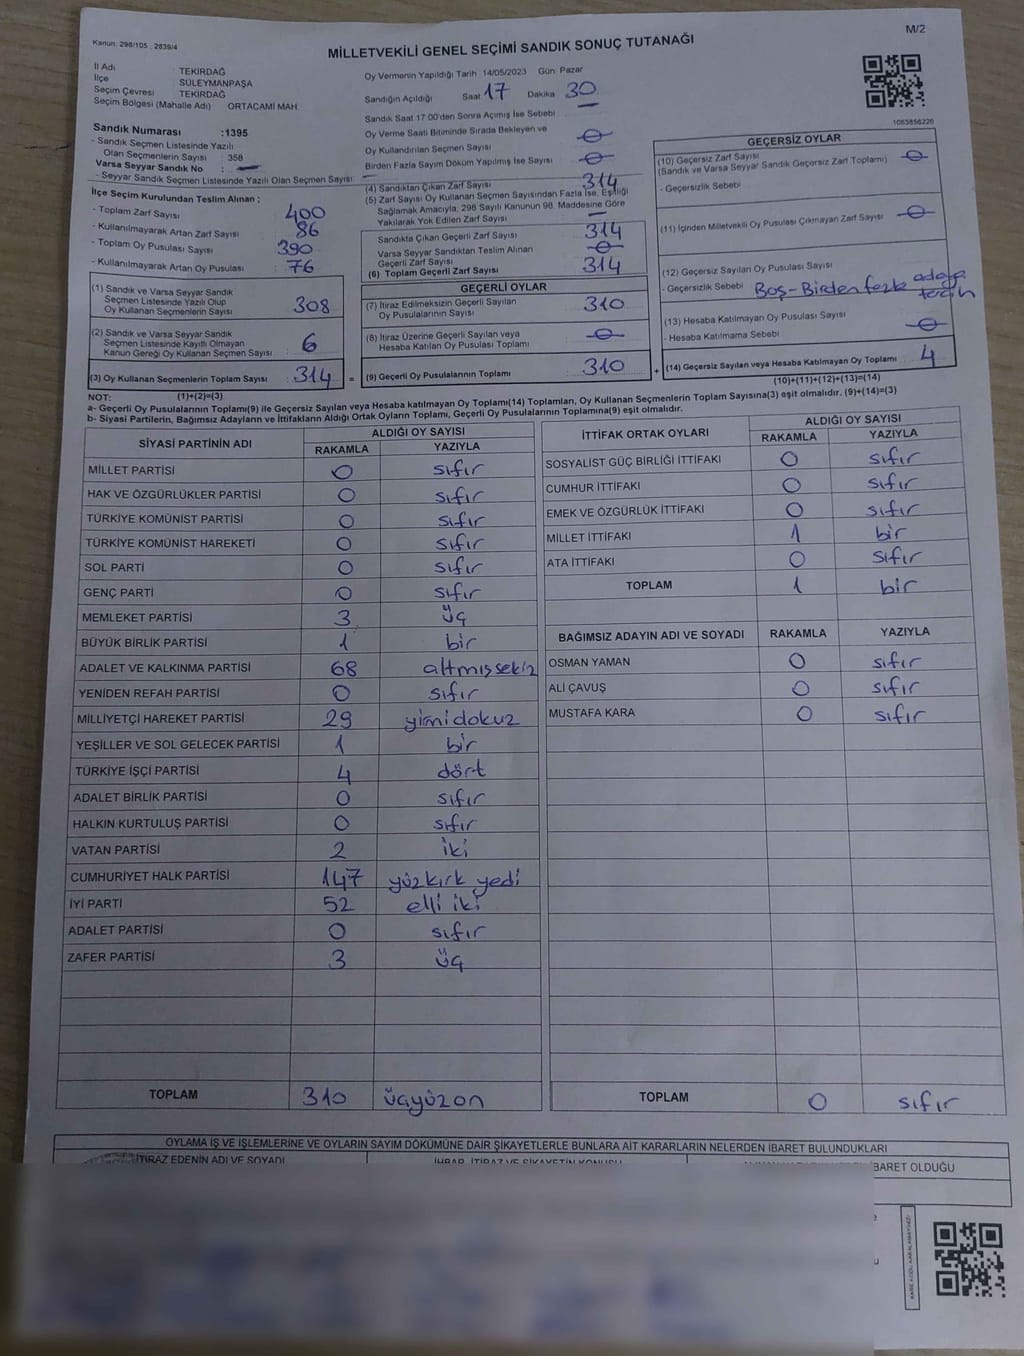 Kanun: 298/105 , 2839/4
M/2
MİLLETVEKİLİ GENEL SEÇİMİ SANDIK SONUÇ TUTANAĞI
İl Adı : TEKİRDAĞ
İlçe : SÜLEYMANPAŞA
Seçim Çevresi : TEKİRDAĞ
Seçim Bölgesi (Mahalle Adı) : ORTACAMİ MAH
Sandık Numarası :1395
- Sandık Seçmen Listesinde Yazılı
Olan Seçmenlerin Sayısı : 358
Varsa Seyyar Sandık No : -
- Seyyar Sandık Seçmen Listesinde Yazılı Olan Seçmen Sayısı: -
İlçe Seçim Kurulundan Teslim Alınan ;
- Toplam Zarf Sayısı : 400
- Kullanılmayarak Artan Zarf Sayısı : 86
- Toplam Oy Pusulası Sayısı : 390
- Kullanılmayarak Artan Oy Pusulası : 76
(1) Sandık ve Varsa Seyyar Sandık
Seçmen Listesinde Yazılı Olup
Oy Kullanan Seçmenlerin Sayısı : 308
(2) Sandık ve Varsa Seyyar Sandık
Seçmen Listesinde Kayıtlı Olmayan
Kanun Gereği Oy Kullanan Seçmen Sayısı : 6
(3) Oy Kullanan Seçmenlerin Toplam Sayısı : 314
(1)+(2)=(3)
Oy Vermenin Yapıldığı Tarih 14/05/2023 Gün Pazar
Sandığın Açıldığı Saat 17 Dakika 30
Sandık Saat 17.00'den Sonra Açımış İse Sebebi
Oy Verme Saati Bitiminde Sırada Bekleyen ve
Oy Kullandırılan Seçmen Sayısı 0
Birden Fazla Sayım Döküm Yapılmış İse Sayısı 0
(4) Sandıktan Çıkan Zarf Sayısı 314
(5) Zarf Sayısı Oy Kullanan Seçmen Sayısından Fazla İse, Eşitliği
Sağlamak Amacıyla, 298 Sayılı Kanunun 98. Maddesine Göre
Yakılarak Yok Edilen Zarf Sayısı -
Sandıkta Çıkan Geçerli Zarf Sayısı 314
Varsa Seyyar Sandıktan Teslim Alınan
Geçerli Zarf Sayısı 0
(6) Toplam Geçerli Zarf Sayısı 314
GEÇERLİ OYLAR
(7) İtiraz Edilmeksizin Geçerli Sayılan
Oy Pusulalarının Sayısı : 310
(8) İtiraz Üzerine Geçerli Sayılan veya
Hesaba Katılan Oy Pusulası Toplamı : 0
= (9) Geçerli Oy Pusulalarının Toplamı : 310
1063856226
GEÇERSİZ OYLAR
(10) Geçersiz Zarf Sayısı : 0
(Sandık ve Varsa Seyyar Sandık Geçersiz Zarf Toplamı)
- Geçersizlik Sebebi
(11) İçinden Milletvekili Oy Pusulası Çıkmayan Zarf Sayısı : 0
(12) Geçersiz Sayılan Oy Pusulası Sayısı
- Geçersizlik Sebebi Boş-Birden fazla adaya
tercih
(13) Hesaba Katılmayan Oy Pusulası Sayısı : 0
- Hesaba Katılmama Sebebi
+ (14) Geçersiz Sayılan veya Hesaba Katılmayan Oy Toplamı : 4
(10)+(11)+(12)+(13)=(14)
NOT:
a- Geçerli Oy Pusulalarının Toplamı(9) ile Geçersiz Sayılan veya Hesaba katılmayan Oy Toplamı(14) Toplamları, Oy Kullanan Seçmenlerin Toplam Sayısına(3) eşit olmalıdır. (9)+(14)=(3)
b- Siyasi Partilerin, Bağımsız Adayların ve İttifakların Aldığı Ortak Oyların Toplamı, Geçerli Oy Pusulalarının Toplamına(9) eşit olmalıdır.
SİYASİ PARTİNİN ADI ALDIĞI OY SAYISI
RAKAMLA YAZIYLA
MİLLET PARTİSİ 0 sıfır
HAK VE ÖZGÜRLÜKLER PARTİSİ 0 sıfır
TÜRKİYE KOMÜNİST PARTİSİ 0 sıfır
TÜRKİYE KOMÜNİST HAREKETİ 0 sıfır
SOL PARTİ 0 sıfır
GENÇ PARTİ 0 sıfır
MEMLEKET PARTİSİ 3 üç
BÜYÜK BİRLİK PARTİSİ 1 bir
ADALET VE KALKINMA PARTİSİ 68 altmışsekiz
YENİDEN REFAH PARTİSİ 0 sıfır
MİLLİYETÇİ HAREKET PARTİSİ 29 yimidokuz
YEŞİLLER VE SOL GELECEK PARTİSİ 1 bir
TÜRKİYE İŞÇİ PARTİSİ 4 dört
ADALET BİRLİK PARTİSİ 0 sıfır
HALKIN KURTULUŞ PARTİSİ 0 sıfır
VATAN PARTİSİ 2 iki
CUMHURİYET HALK PARTİSİ 147 yüzkırk yedi
İYİ PARTİ 52 elli iki
ADALET PARTİSİ 0 sıfır
ZAFER PARTİSİ 3 üç
TOPLAM 310 üçyüzon
İTTİFAK ORTAK OYLARI ALDIĞI OY SAYISI
RAKAMLA YAZIYLA
SOSYALİST GÜÇ BİRLİĞİ İTTİFAKI 0 sıfır
CUMHUR İTTİFAKI 0 sıfır
EMEK VE ÖZGÜRLÜK İTTİFAKI 0 sıfır
MİLLET İTTİFAKI 1 bir
ATA İTTİFAKI 0 sıfır
TOPLAM 1 bir
BAĞIMSIZ ADAYIN ADI VE SOYADI RAKAMLA YAZIYLA
OSMAN YAMAN 0 sıfır
ALİ ÇAVUŞ 0 sıfır
MUSTAFA KARA 0 sıfır
TOPLAM 0 sıfır
OYLAMA İŞ VE İŞLEMLERİNE VE OYLARIN SAYIM DÖKÜMÜNE DAİR ŞİKAYETLERLE BUNLARA AİT KARARLARIN NELERDEN İBARET BULUNDUKLARI
İTİRAZ EDENİN ADI VE SOYADI İHBAR, İTİRAZ VE ŞİKAYETİN KONUSU İBARET OLDUĞU